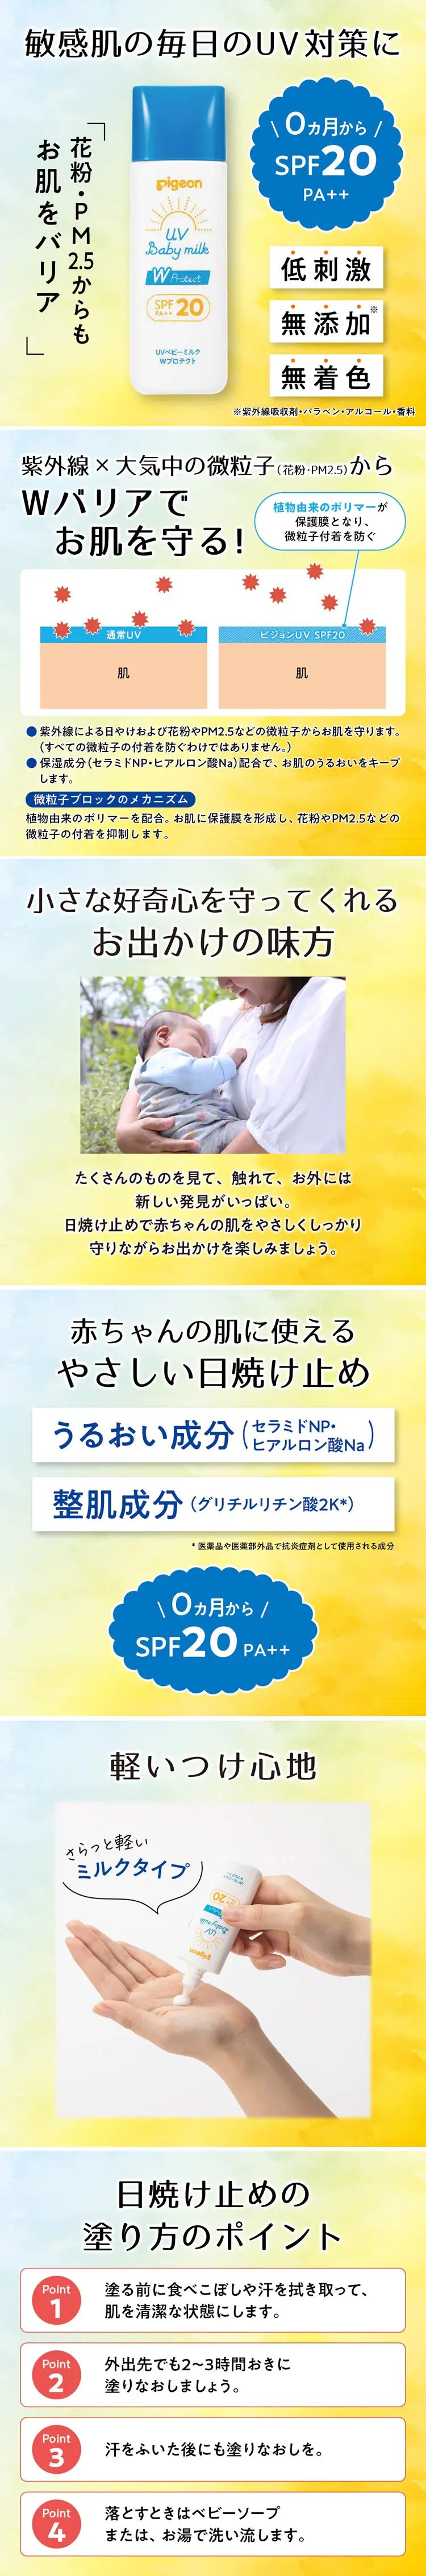 敏感肌の毎日のUV対策に
「花粉・PM2.5からも
お肌をバリア」
pigeon
UV
Baby milk
W Protect
SPF 20
PA++
UVベビーミルク
Wプロテクト
\ 0ヵ月から /
SPF20
PA++
低刺激
無添加※
無着色
※紫外線吸収剤・パラベン・アルコール・香料
紫外線×大気中の微粒子(花粉・PM2.5)から
Wバリアで
お肌を守る!
植物由来のポリマーが
保護膜となり、
微粒子付着を防ぐ
通常UV
ピジョンUV SPF20
肌
肌
●紫外線による日やけおよび花粉やPM2.5などの微粒子からお肌を守ります。
(すべての微粒子の付着を防ぐわけではありません。)
●保湿成分(セラミドNP・ヒアルロン酸Na)配合で、お肌のうるおいをキープ
します。
微粒子ブロックのメカニズム
植物由来のポリマーを配合。お肌に保護膜を形成し、花粉やPM2.5などの
微粒子の付着を抑制します。
小さな好奇心を守ってくれる
お出かけの味方
たくさんのものを見て、触れて、お外には
新しい発見がいっぱい。
日焼け止めで赤ちゃんの肌をやさしくしっかり
守りながらお出かけを楽しみましょう。
赤ちゃんの肌に使える
やさしい日焼け止め
うるおい成分(セラミドNP・
ヒアルロン酸Na)
整肌成分(グリチルリチン酸2K*)
*医薬品や医薬部外品で抗炎症剤として使用される成分
\ 0ヵ月から /
SPF20 PA++
軽いつけ心地
さらっと軽い
ミルクタイプ
pigeon
UV
Baby milk
20
日焼け止めの
塗り方のポイント
Point
1
塗る前に食べこぼしや汗を拭き取って、
肌を清潔な状態にします。
Point
2
外出先でも2~3時間おきに
塗りなおしましょう。
Point
3
汗をふいた後にも塗りなおしを。
Point
4
落とすときはベビーソープ
または、お湯で洗い流します。